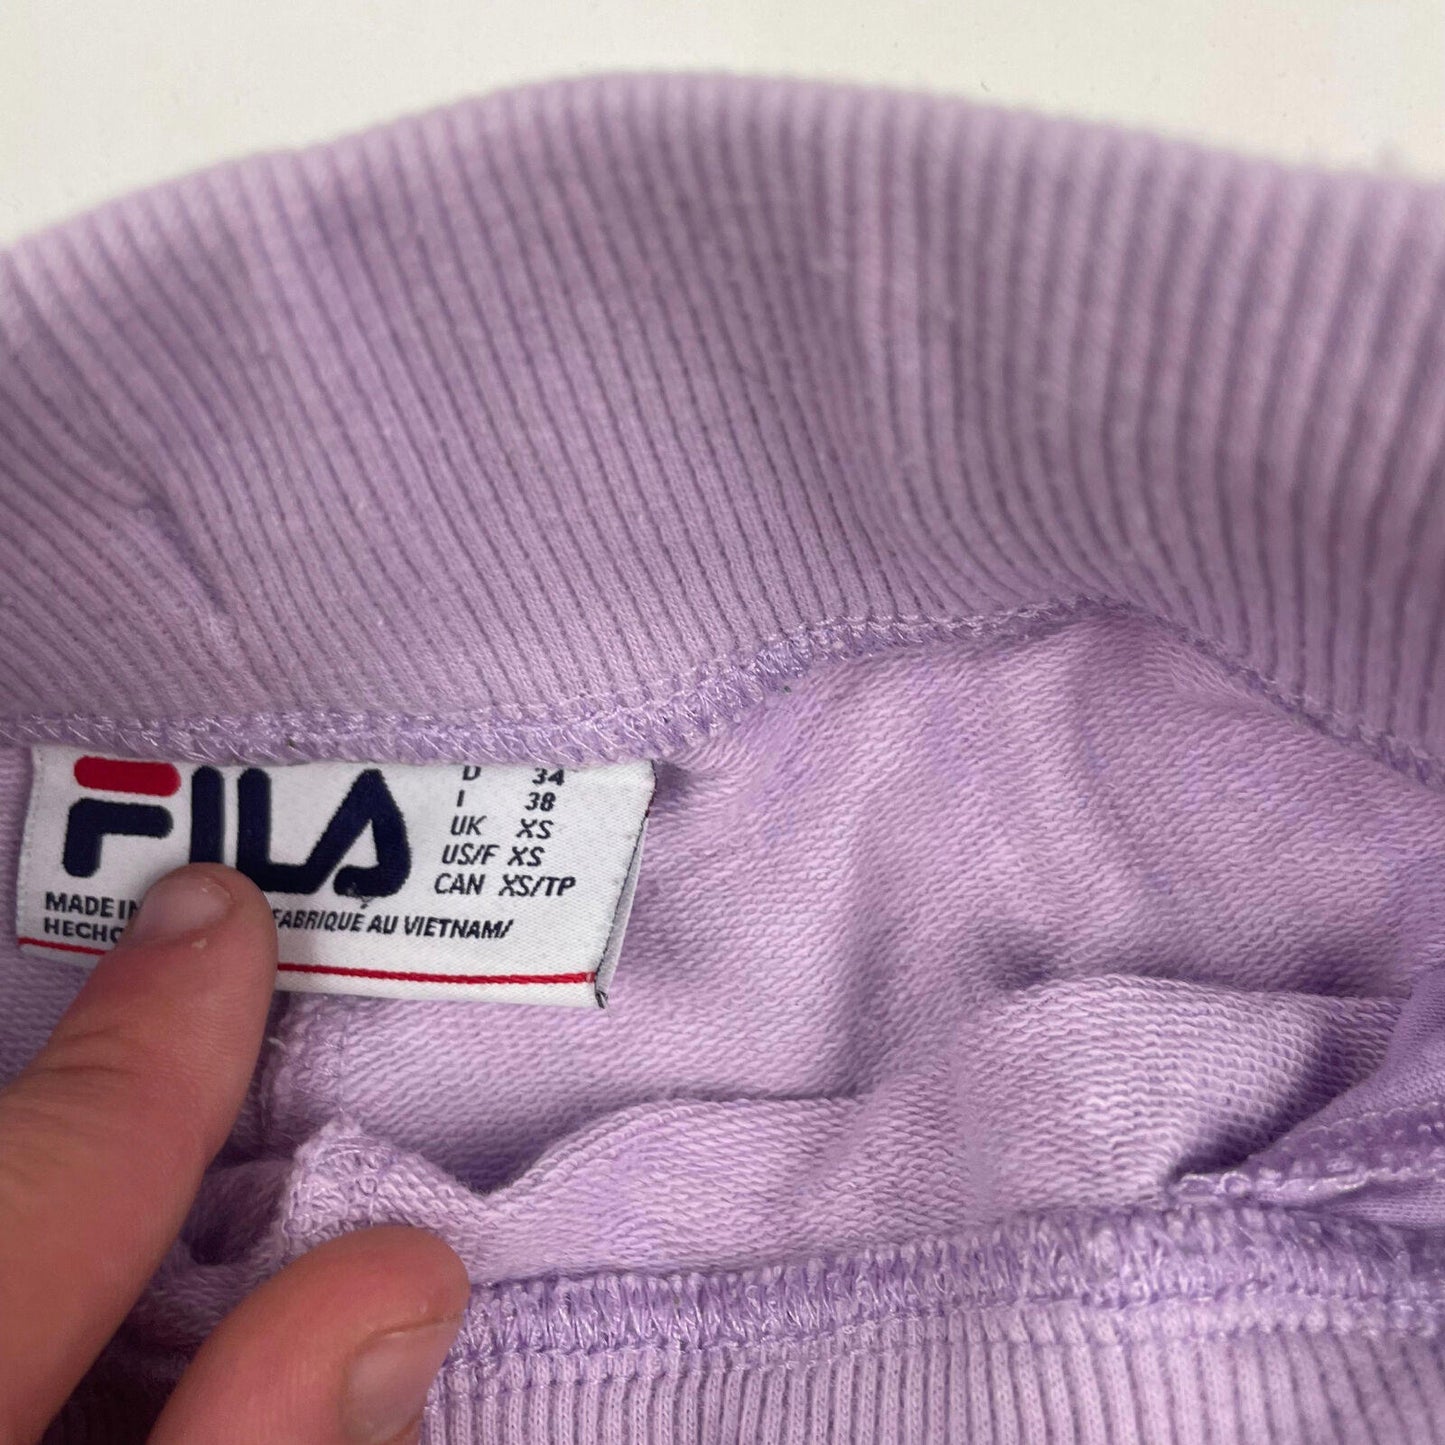 FILA
D 34
I 38
UK XS
US/F XS
CAN XS/TP
MADE IN FABRIQUE AU VIETNAM/
HECHO